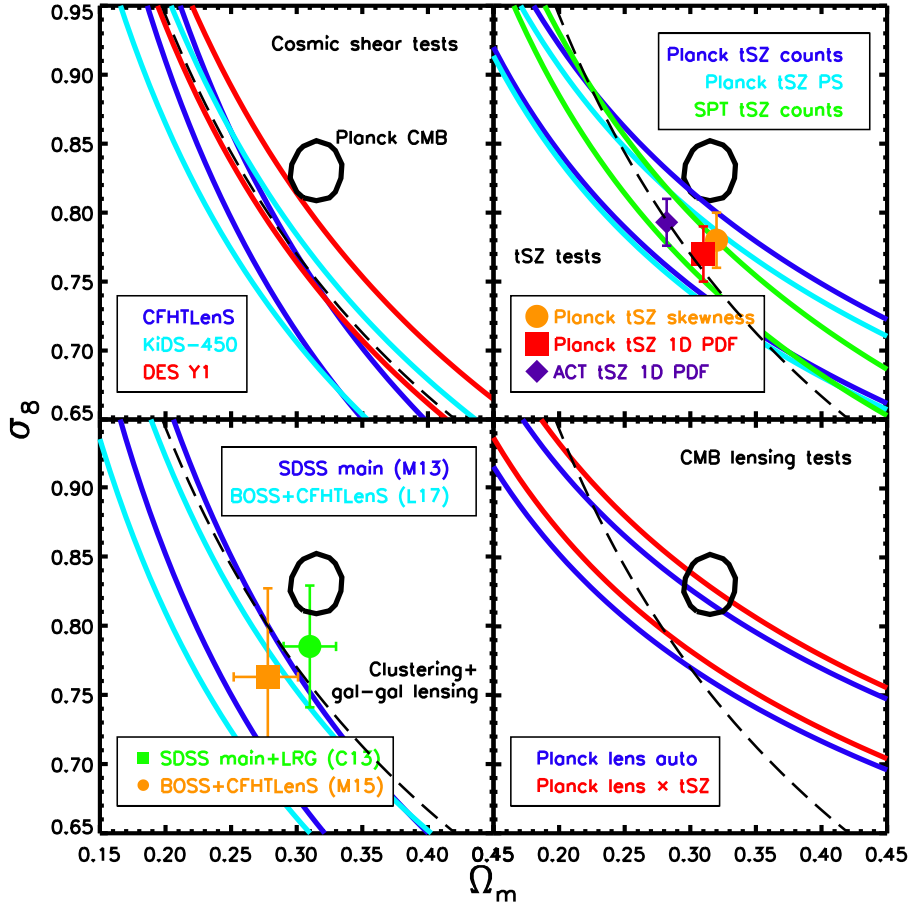 0.95
0.90
0.85
0.80
0.75
0.70
0.65
Cosmic shear tests
Planck CMB
CFHTLenS
KiDS-450
DES Y1
Planck tSZ counts
Planck tSZ PS
SPT tSZ counts
tSZ tests
Planck tSZ skewness
Planck tSZ 1D PDF
ACT tSZ 1D PDF
σ8
0.90
0.85
0.80
0.75
0.70
0.65
SDSS main (M13)
BOSS+CFHTLenS (L17)
Clustering+
gal-gal lensing
SDSS main+LRG (C13)
BOSS+CFHTLenS (M15)
CMB lensing tests
Planck lens auto
Planck lens × tSZ
0.15 0.20 0.25 0.30 0.35 0.40 0.45 0.20 0.25 0.30 0.35 0.40 0.45
Ωm